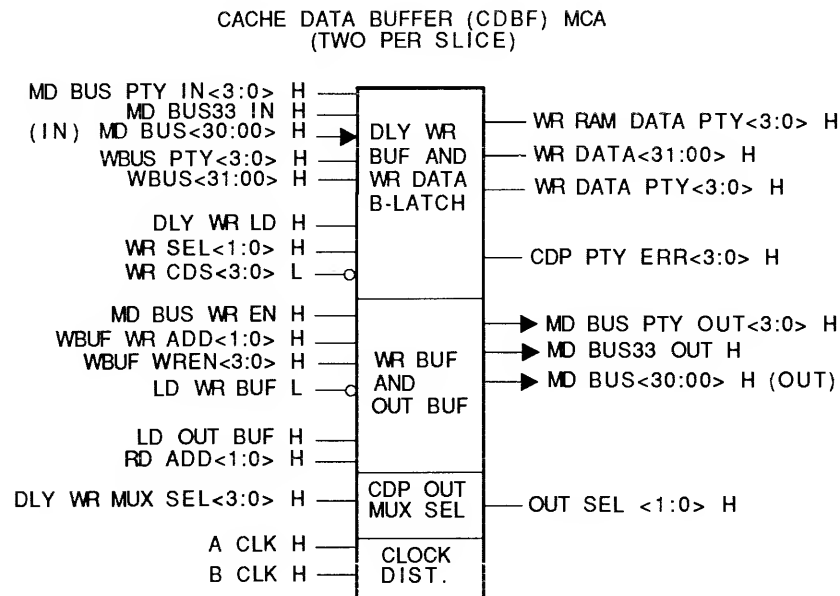 CACHE DATA BUFFER (CDBF) MCA
(TWO PER SLICE)
MD BUS PTY IN<3:0> H
MD BUS33 IN H
(IN) MD BUS<30:00> H
WBUS PTY<3:0> H
WBUS<31:00> H
DLY WR LD H
WR SEL<1:0> H
WR CDS<3:0> L
DLY WR
BUF AND
WR DATA
B-LATCH
WR RAM DATA PTY<3:0> H
WR DATA<31:00> H
WR DATA PTY<3:0> H
CDP PTY ERR<3:0> H
MD BUS WR EN H
WBUF WR ADD<1:0> H
WBUF WREN<3:0> H
LD WR BUF L
LD OUT BUF H
RD ADD<1:0> H
WR BUF
AND
OUT BUF
MD BUS PTY OUT<3:0> H
MD BUS33 OUT H
MD BUS<30:00> H (OUT)
DLY WR MUX SEL<3:0> H
CDP OUT
MUX SEL
OUT SEL <1:0> H
A CLK H
B CLK H
CLOCK
DIST.